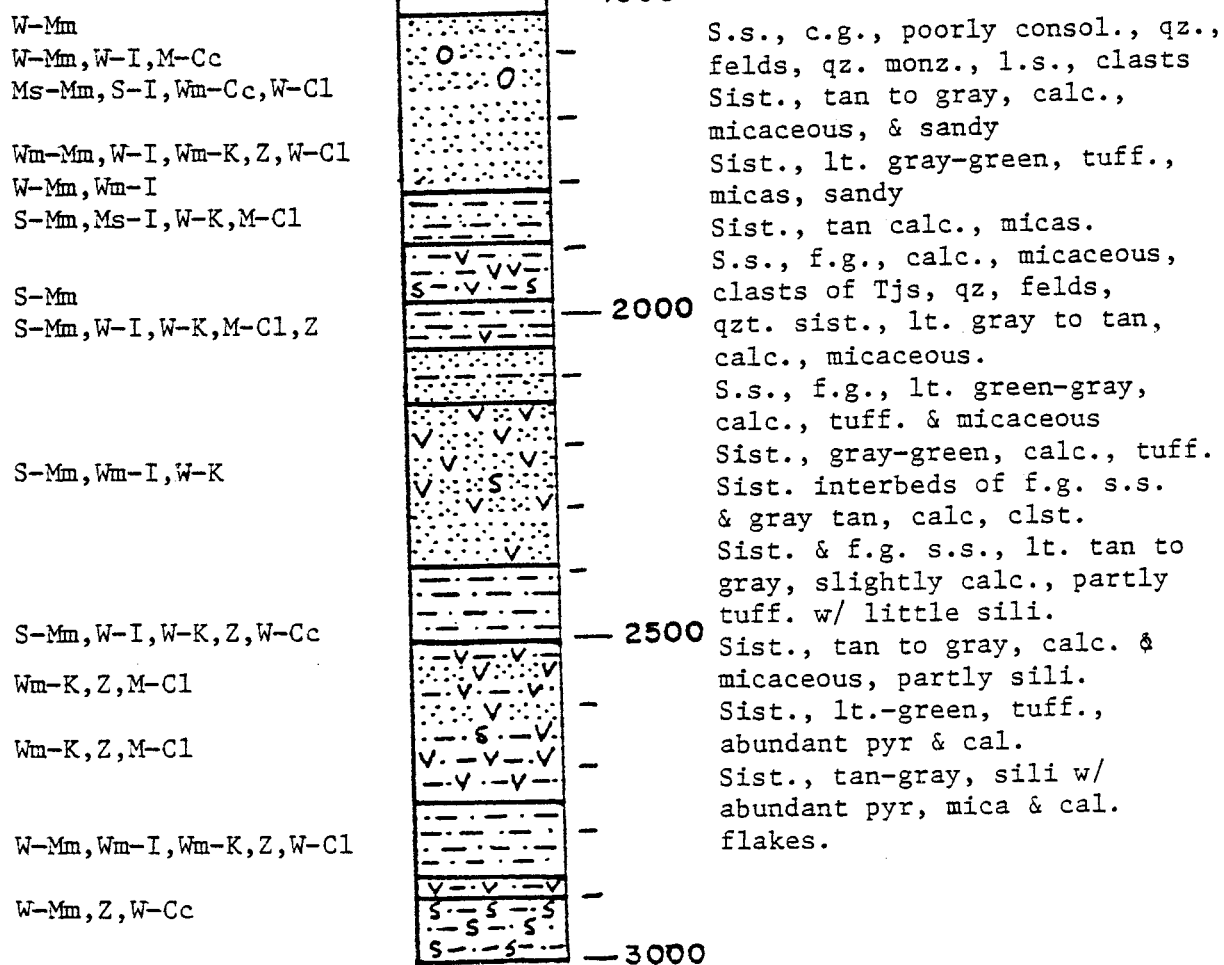 W-Mm
W-Mm,W-I,M-Cc
Ms-Mm,S-I,Wm-Cc,W-Cl
Wm-Mm,W-I,Wm-K,Z,W-Cl
W-Mm,Wm-I
S-Mm,Ms-I,W-K,M-Cl
S-Mm
S-Mm,W-I,W-K,M-Cl,Z
S-Mm,Wm-I,W-K
S-Mm,W-I,W-K,Z,W-Cc
Wm-K,Z,M-Cl
Wm-K,Z,M-Cl
W-Mm,Wm-I,Wm-K,Z,W-Cl
W-Mm,Z,W-Cc
2000
2500
3000
S.s., c.g., poorly consol., qz.,
felds, qz. monz., l.s., clasts
Sist., tan to gray, calc.,
micaceous, & sandy
Sist., lt. gray-green, tuff.,
micas, sandy
Sist., tan calc., micas.
S.s., f.g., calc., micaceous,
clasts of Tjs, qz, felds,
qzt. sist., lt. gray to tan,
calc., micaceous.
S.s., f.g., lt. green-gray,
calc., tuff. & micaceous
Sist., gray-green, calc., tuff.
Sist. interbeds of f.g. s.s.
& gray tan, calc, clst.
Sist. & f.g. s.s., lt. tan to
gray, slightly calc., partly
tuff. w/ little sili.
Sist., tan to gray, calc. &
micaceous, partly sili.
Sist., lt.-green, tuff.,
abundant pyr & cal.
Sist., tan-gray, sili w/
abundant pyr, mica & cal.
flakes.